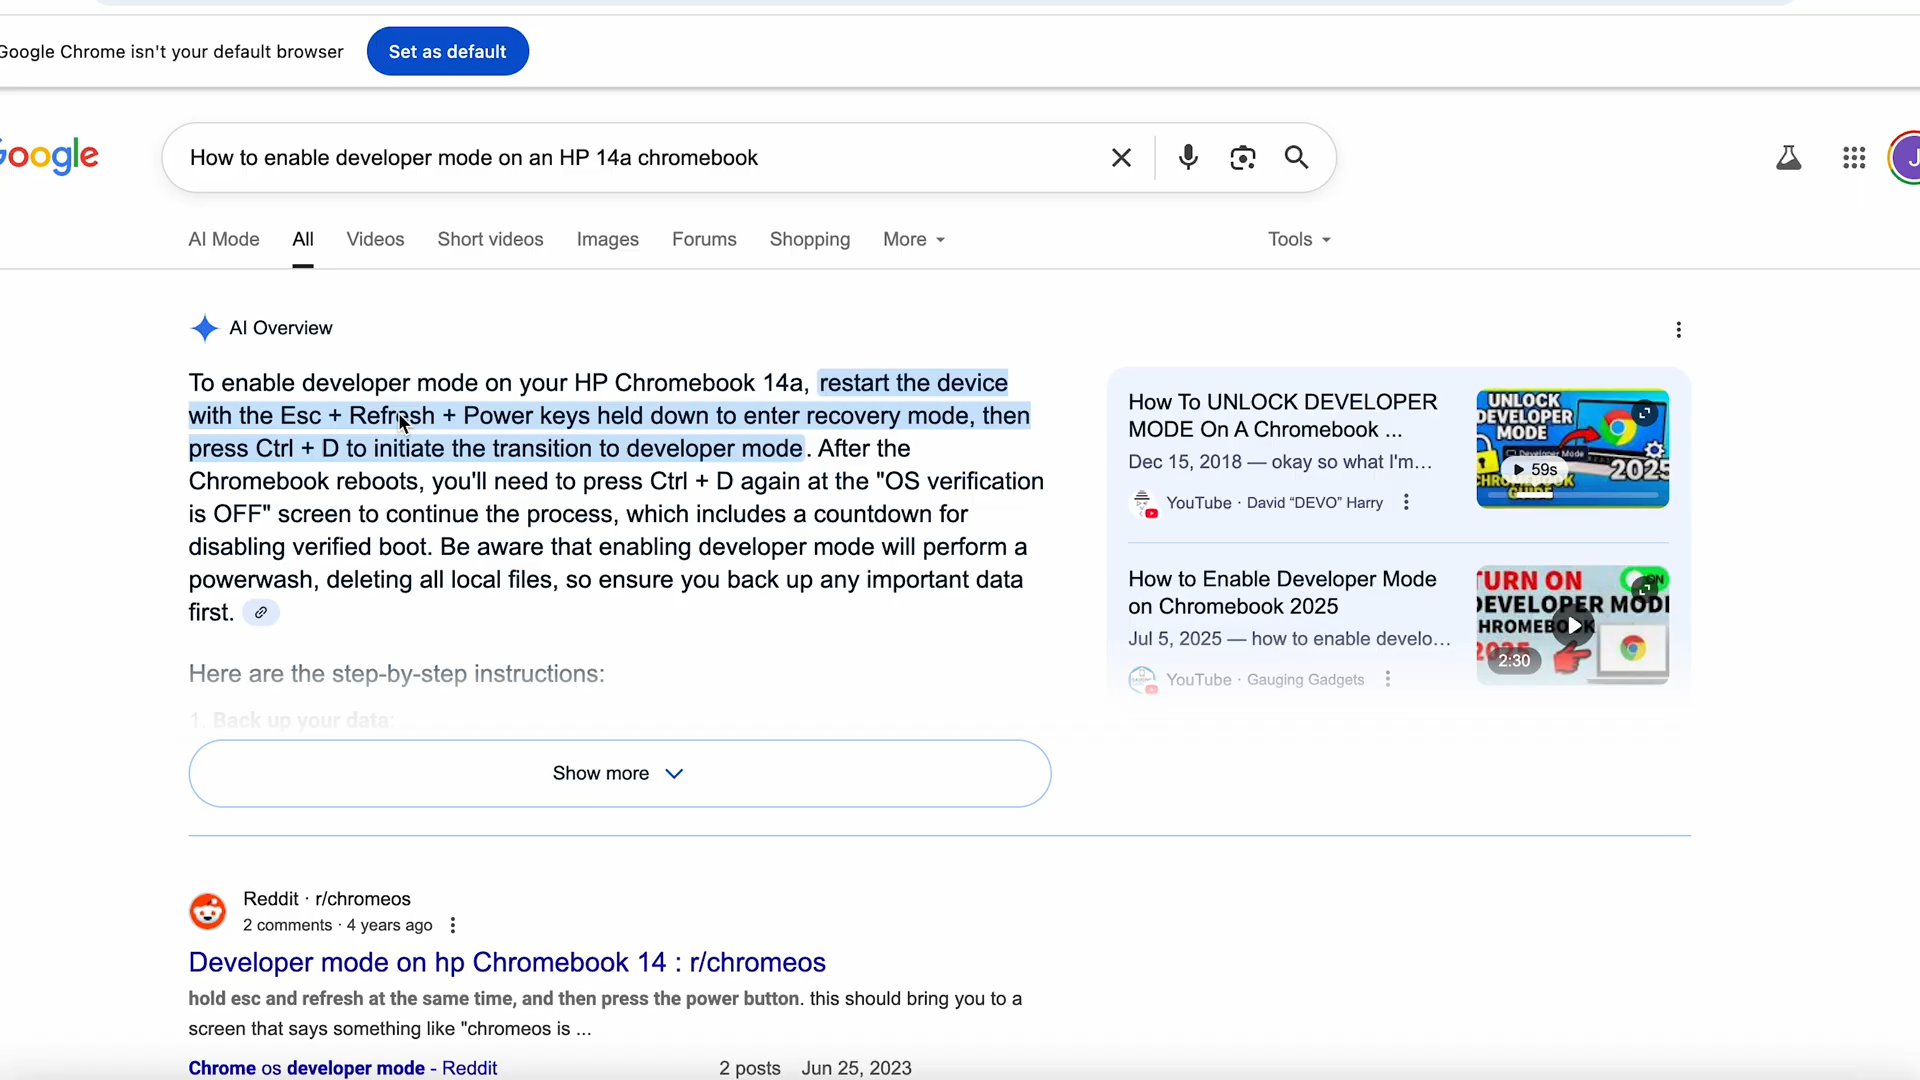 Google Chrome isn't your default browser Set as default
Google
How to enable developer mode on an HP 14a chromebook
J
AI Mode All Videos Short videos Images Forums Shopping More Tools
AI Overview
To enable developer mode on your HP Chromebook 14a, restart the device
with the Esc + Refresh + Power keys held down to enter recovery mode, then
press Ctrl + D to initiate the transition to developer mode. After the
Chromebook reboots, you'll need to press Ctrl + D again at the "OS verification
is OFF" screen to continue the process, which includes a countdown for
disabling verified boot. Be aware that enabling developer mode will perform a
powerwash, deleting all local files, so ensure you back up any important data
first.
Here are the step-by-step instructions:
1. Back up your data:
Show more
How To UNLOCK DEVELOPER
MODE On A Chromebook ...
Dec 15, 2018 — okay so what I'm...
YouTube · David “DEVO” Harry
UNLOCK
DEVELOPER
MODE
Developer Mode
59s
2025
CHROMEBOOK
GUIDE
How to Enable Developer Mode
on Chromebook 2025
Jul 5, 2025 — how to enable develo...
YouTube · Gauging Gadgets
TURN ON
ON
DEVELOPER MODE
CHROMEBOOK
2025
2:30
Reddit · r/chromeos
2 comments · 4 years ago
Developer mode on hp Chromebook 14 : r/chromeos
hold esc and refresh at the same time, and then press the power button. this should bring you to a
screen that says something like "chromeos is ...
Chrome os developer mode - Reddit 2 posts Jun 25, 2023